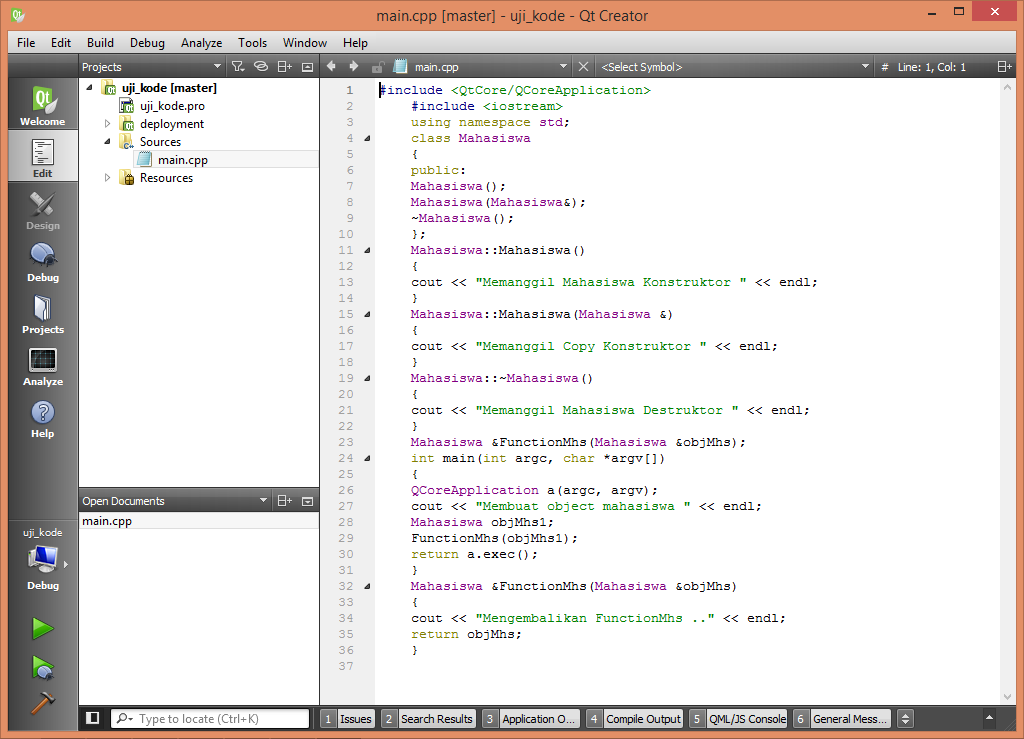 main.cpp [master] - uji_kode - Qt Creator
File Edit Build Debug Analyze Tools Window Help
Projects
main.cpp
<Select Symbol>
# Line: 1, Col: 1
Qt
Welcome
Edit
Design
Debug
Projects
Analyze
Help
uji_kode
Debug
uji_kode [master]
uji_kode.pro
deployment
Sources
main.cpp
Resources
Open Documents
main.cpp
1 #include <QtCore/QCoreApplication>
2 #include <iostream>
3 using namespace std;
4 class Mahasiswa
5 {
6 public:
7 Mahasiswa();
8 Mahasiswa(Mahasiswa&);
9 ~Mahasiswa();
10 };
11 Mahasiswa::Mahasiswa()
12 {
13 cout << "Memanggil Mahasiswa Konstruktor " << endl;
14 }
15 Mahasiswa::Mahasiswa(Mahasiswa &)
16 {
17 cout << "Memanggil Copy Konstruktor " << endl;
18 }
19 Mahasiswa::~Mahasiswa()
20 {
21 cout << "Memanggil Mahasiswa Destruktor " << endl;
22 }
23 Mahasiswa &FunctionMhs(Mahasiswa &objMhs);
24 int main(int argc, char *argv[])
25 {
26 QCoreApplication a(argc, argv);
27 cout << "Membuat object mahasiswa " << endl;
28 Mahasiswa objMhs1;
29 FunctionMhs(objMhs1);
30 return a.exec();
31 }
32 Mahasiswa &FunctionMhs(Mahasiswa &objMhs)
33 {
34 cout << "Mengembalikan FunctionMhs .." << endl;
35 return objMhs;
36 }
37
Type to locate (Ctrl+K)
1 Issues
2 Search Results
3 Application O...
4 Compile Output
5 QML/JS Console
6 General Mess...